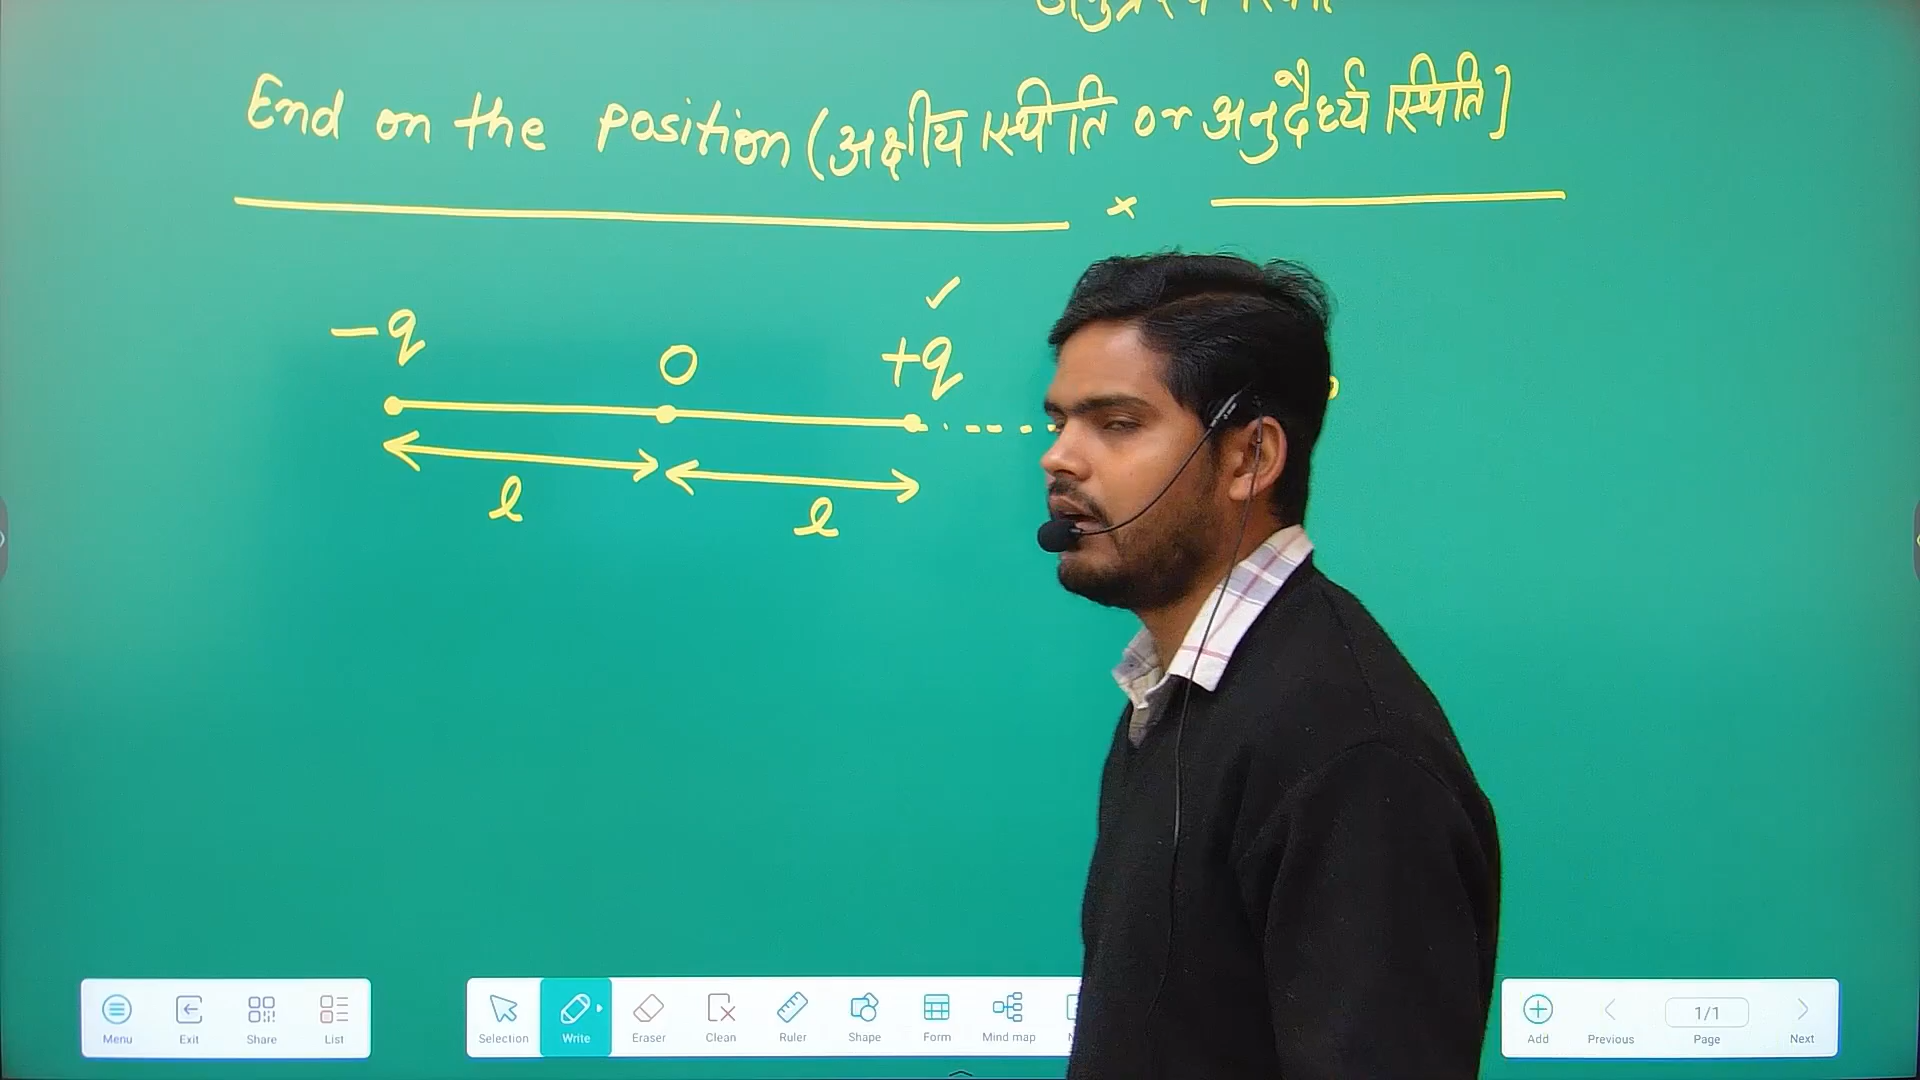 End on the position (अक्षीय स्थिति or अनुदैर्ध्य स्थिति]
x
-q O +q
l l
Menu Exit Share List Selection Write Eraser Clean Ruler Shape Form Mind map Add Previous 1/1 Page Next